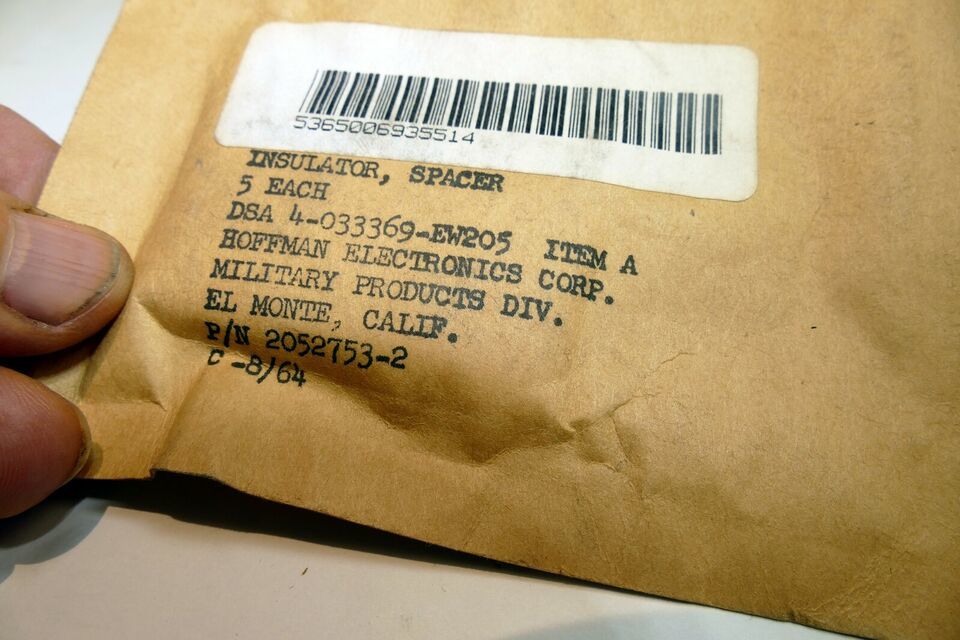 5365006935514
INSULATOR, SPACER
5 EACH
DSA 4-033369-EW205 ITEM A
HOFFMAN ELECTRONICS CORP.
MILITARY PRODUCTS DIV.
EL MONTE, CALIF.
P/N 2052753-2
C -8/64